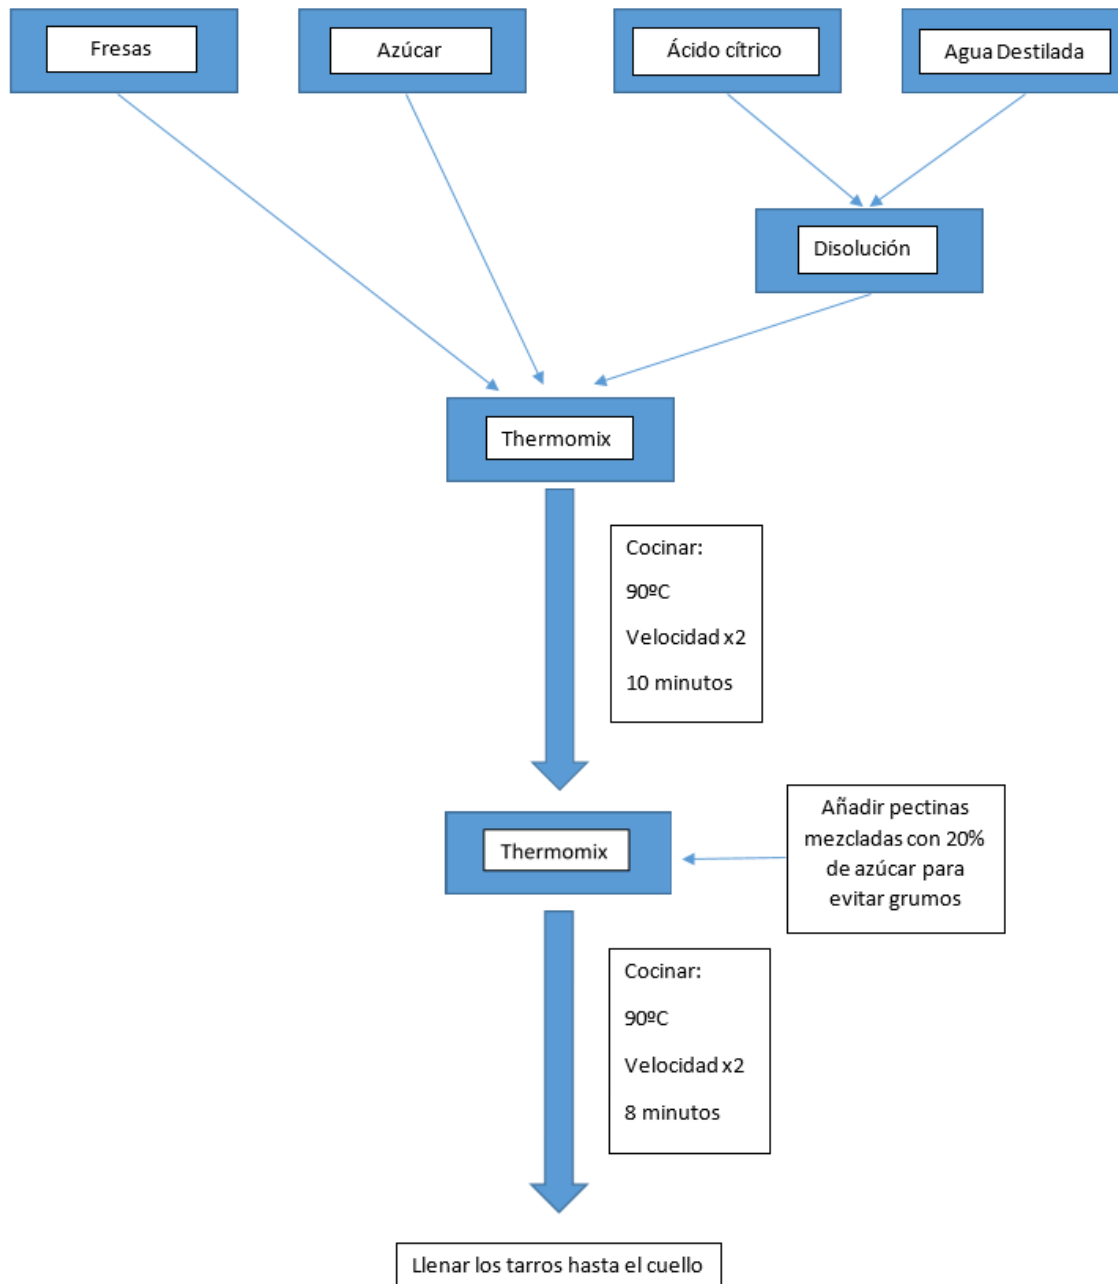 Fresas
Azúcar
Ácido cítrico
Agua Destilada
Disolución
Thermomix
Cocinar:
90ºC
Velocidad x2
10 minutos
Thermomix
Añadir pectinas
mezcladas con 20%
de azúcar para
evitar grumos
Cocinar:
90ºC
Velocidad x2
8 minutos
Llenar los tarros hasta el cuello